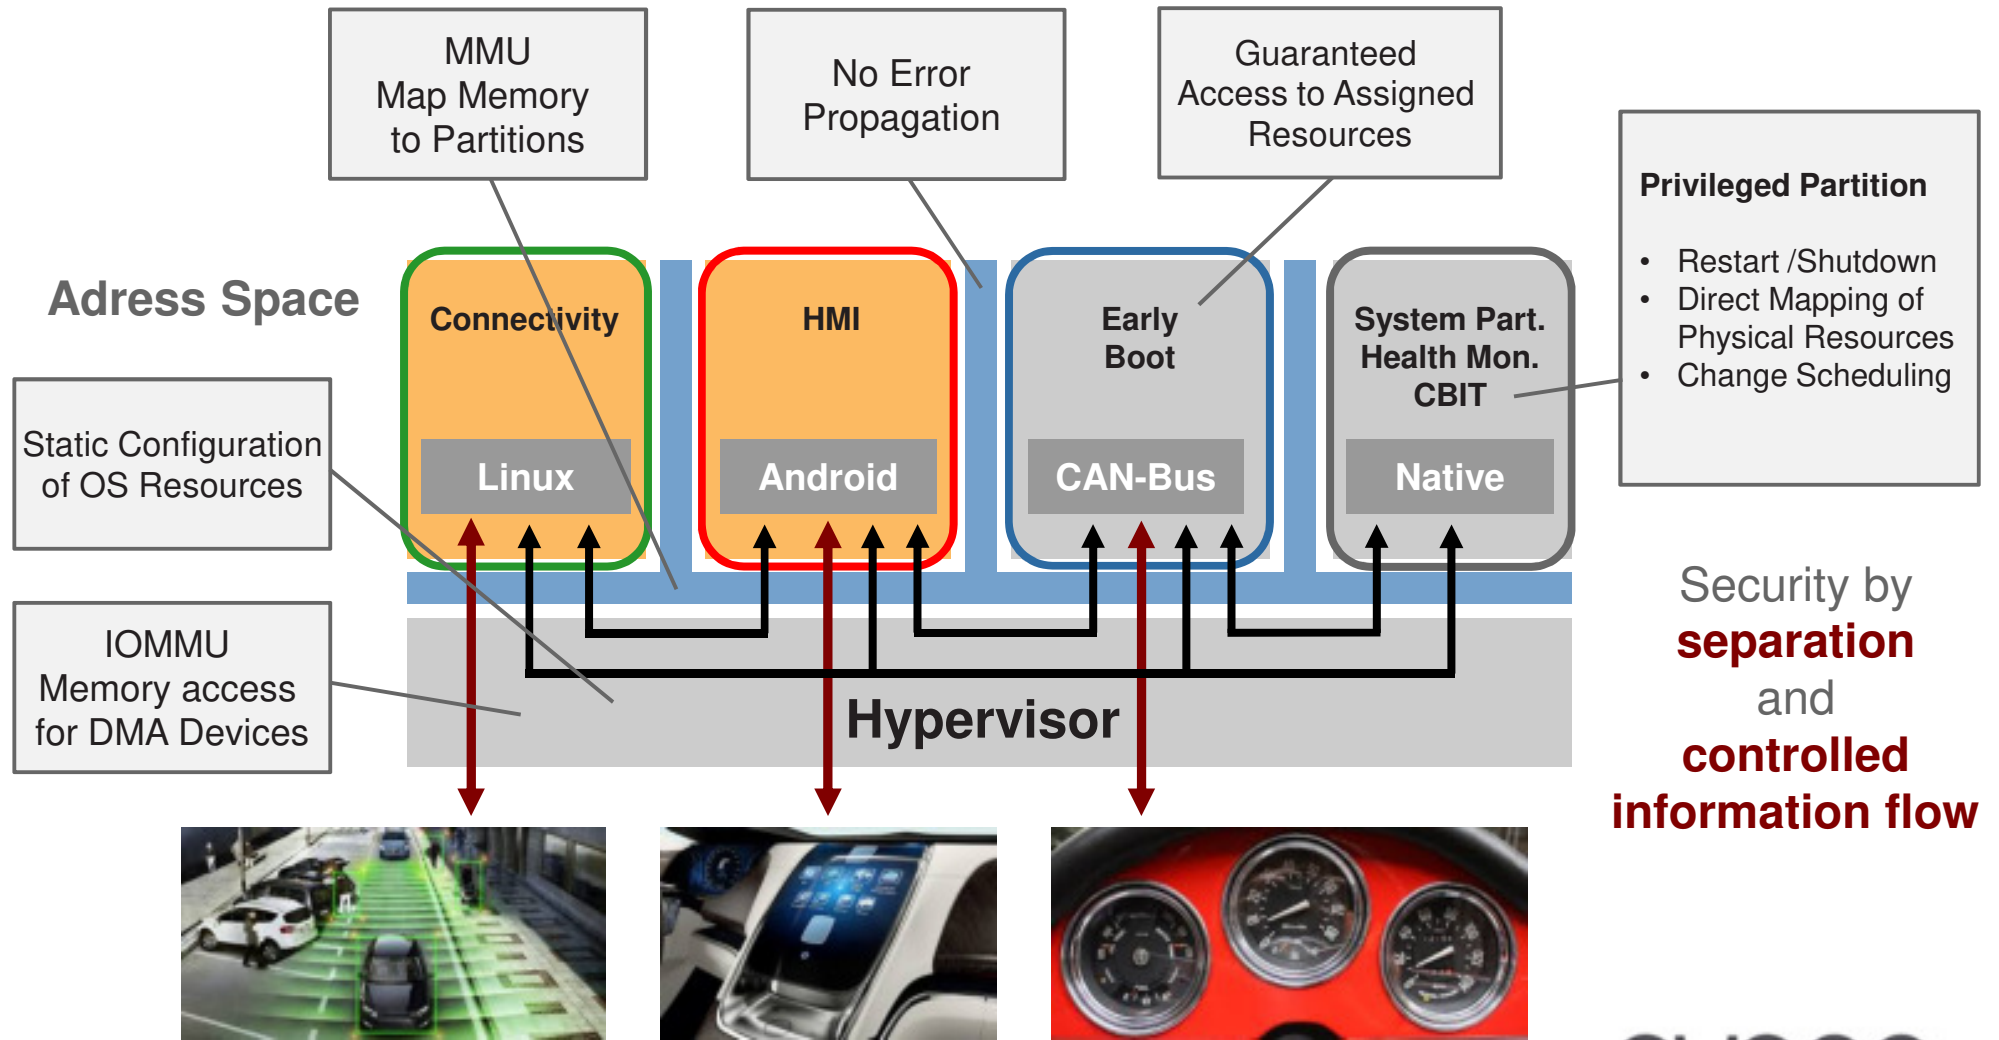 MMU
Map Memory
to Partitions
No Error
Propagation
Guaranteed
Access to Assigned
Resources
Privileged Partition
• Restart /Shutdown
• Direct Mapping of
Physical Resources
• Change Scheduling
Adress Space
Connectivity
HMI
Early
Boot
System Part.
Health Mon.
CBIT
Static Configuration
of OS Resources
Linux
Android
CAN-Bus
Native
IOMMU
Memory access
for DMA Devices
Hypervisor
Security by
separation
and
controlled
information flow